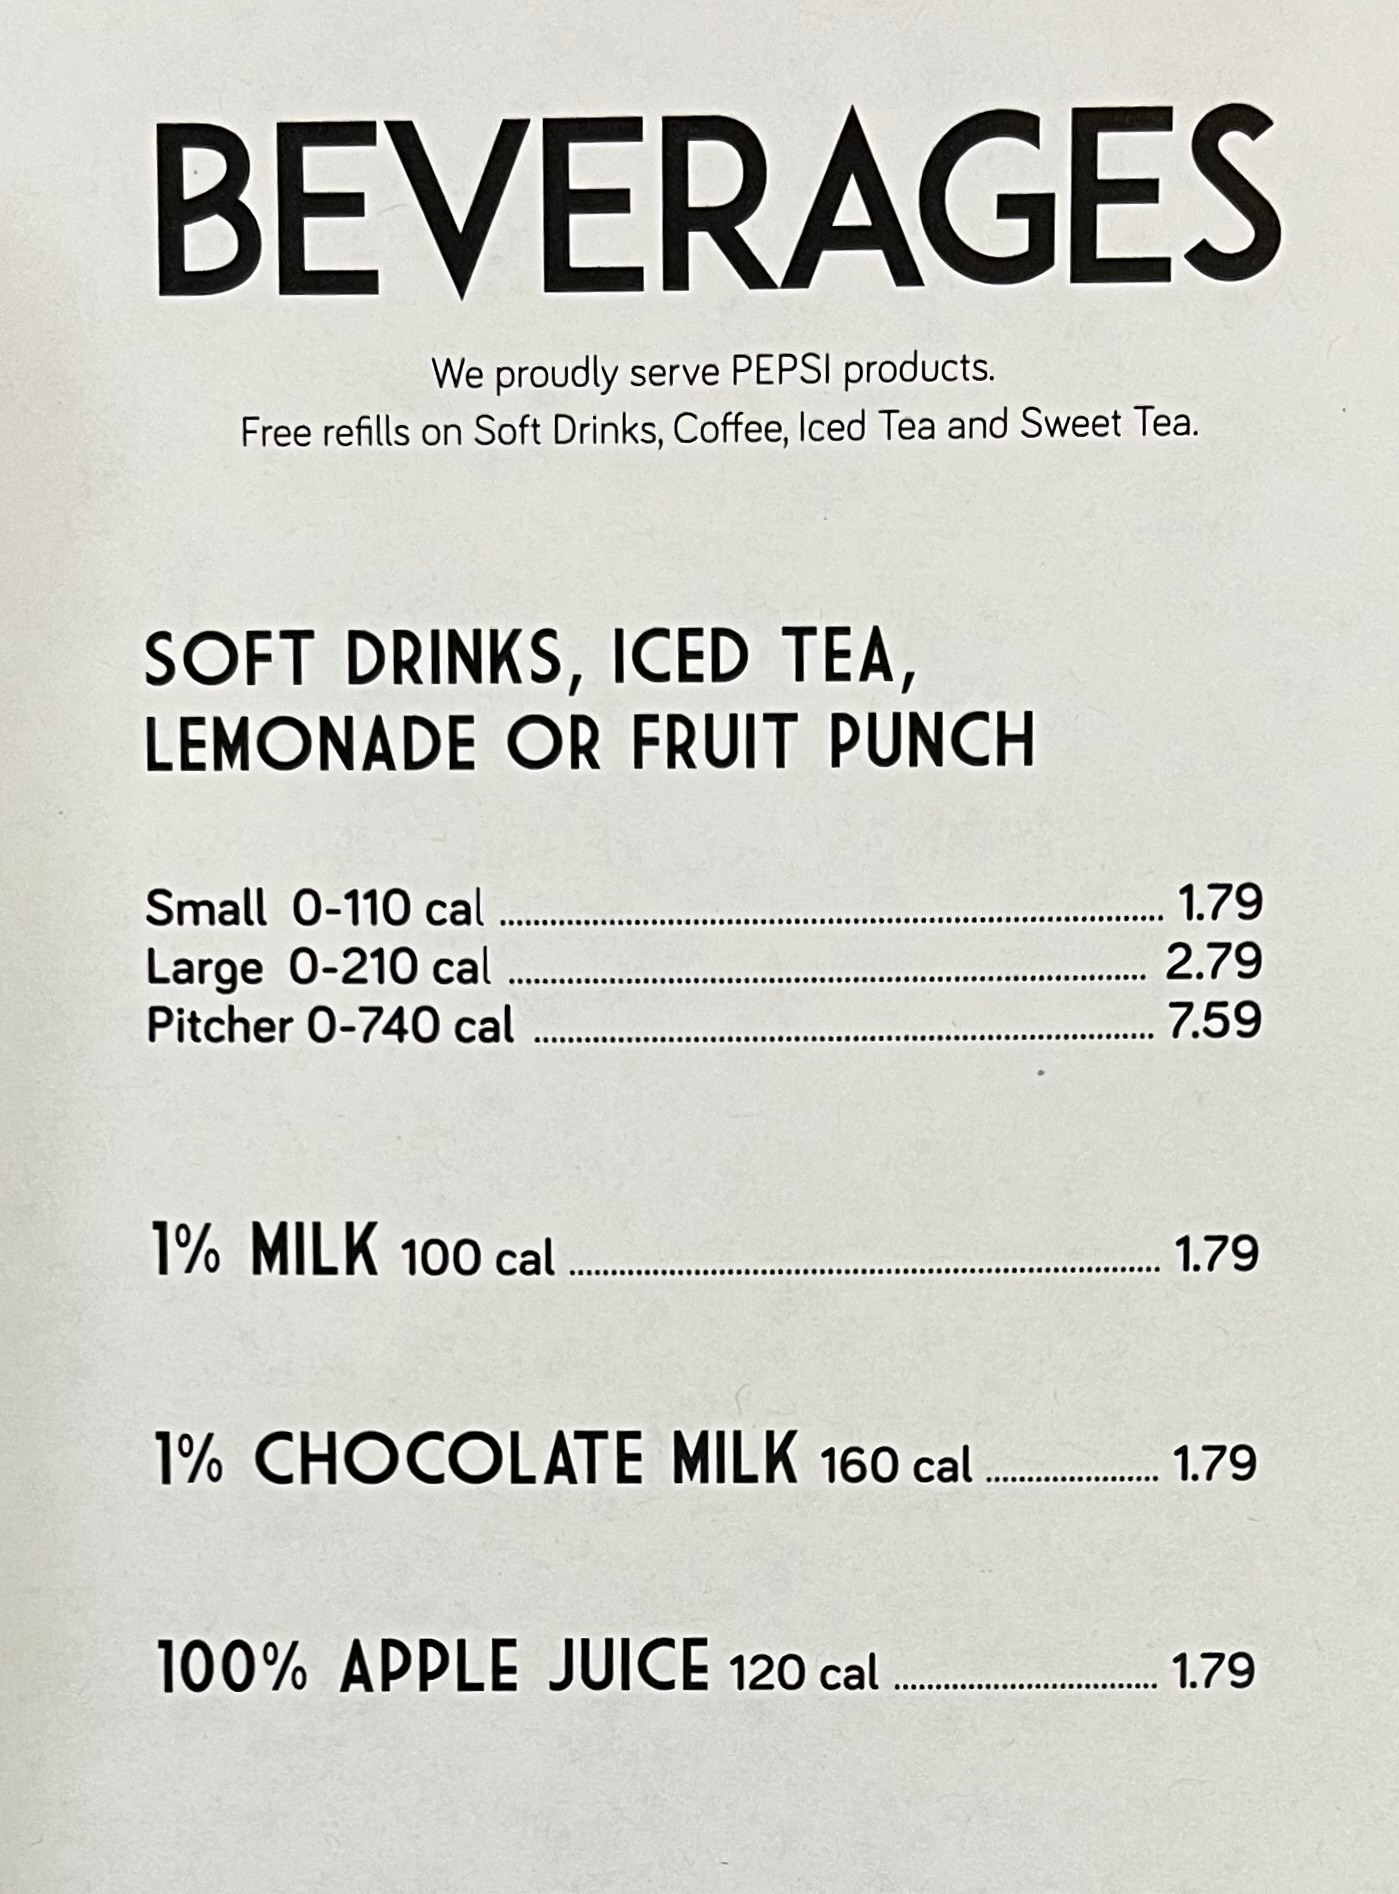 BEVERAGES
We proudly serve PEPSI products.
Free refills on Soft Drinks, Coffee, Iced Tea and Sweet Tea.
SOFT DRINKS, ICED TEA,
LEMONADE OR FRUIT PUNCH
Small 0-110 cal ........................ 1.79
Large 0-210 cal ........................ 2.79
Pitcher 0-740 cal ........................ 7.59
1% MILK 100 cal ........................ 1.79
1% CHOCOLATE MILK 160 cal ........................ 1.79
100% APPLE JUICE 120 cal ........................ 1.79